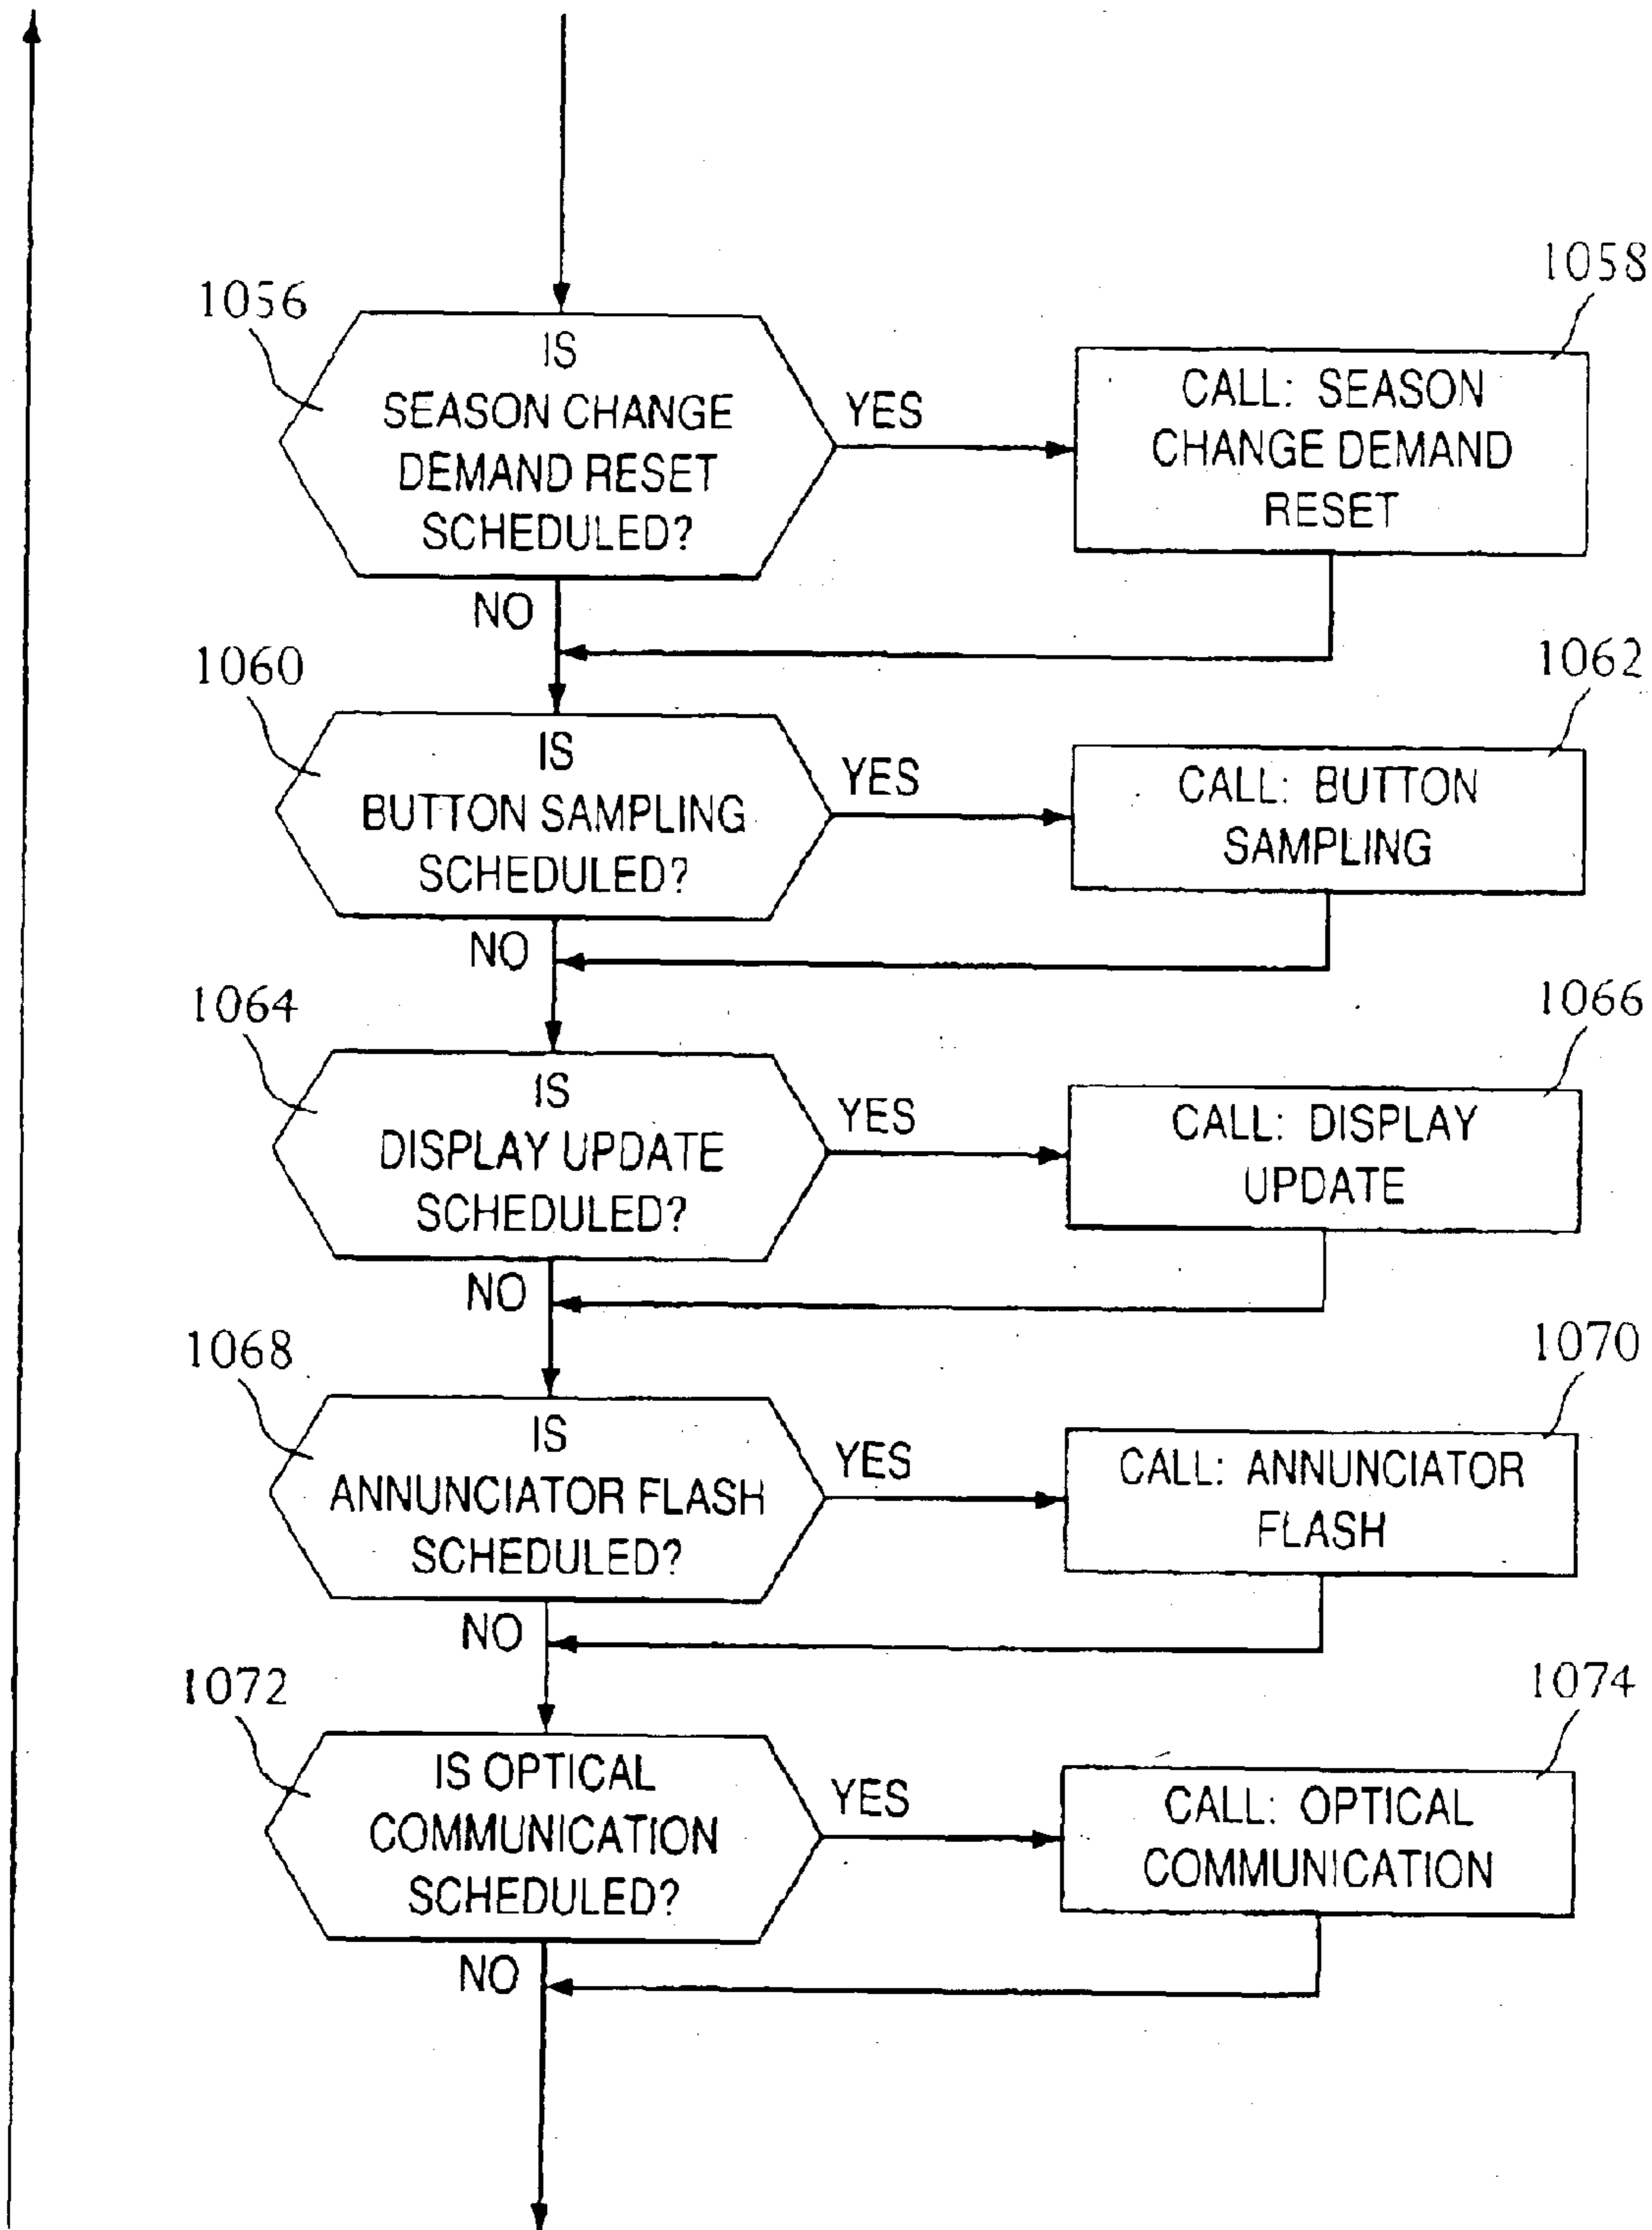 1058
1056
IS
SEASON CHANGE
DEMAND RESET
SCHEDULED?
YES
CALL: SEASON
CHANGE DEMAND
RESET
NO
1060
1062
IS
BUTTON SAMPLING
SCHEDULED?
YES
CALL: BUTTON
SAMPLING
NO
1064
1066
IS
DISPLAY UPDATE
SCHEDULED?
YES
CALL: DISPLAY
UPDATE
NO
1068
1070
IS
ANNUNCIATOR FLASH
SCHEDULED?
YES
CALL: ANNUNCIATOR
FLASH
NO
1072
1074
IS OPTICAL
COMMUNICATION
SCHEDULED?
YES
CALL: OPTICAL
COMMUNICATION
NO